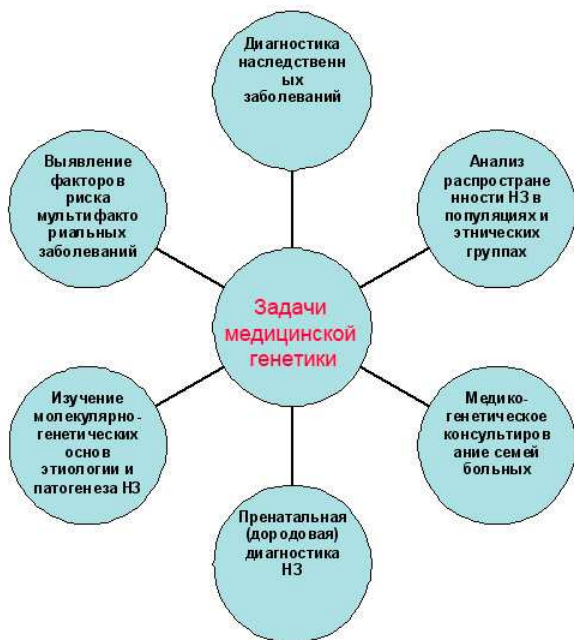 Диагностика
наследственн
ых
заболеваний
Выявление
факторов
риска
мультифакто
риальных
заболеваний
Анализ
распростране
нности НЗ в
популяциях и
этнических
группах
Задачи
медицинской
генетики
Изучение
молекулярно-
генетических
основ
этиологии и
патогенеза НЗ
Медико-
генетическое
консультиров
ание семей
больных
Пренатальная
(дородовая)
диагностика
НЗ